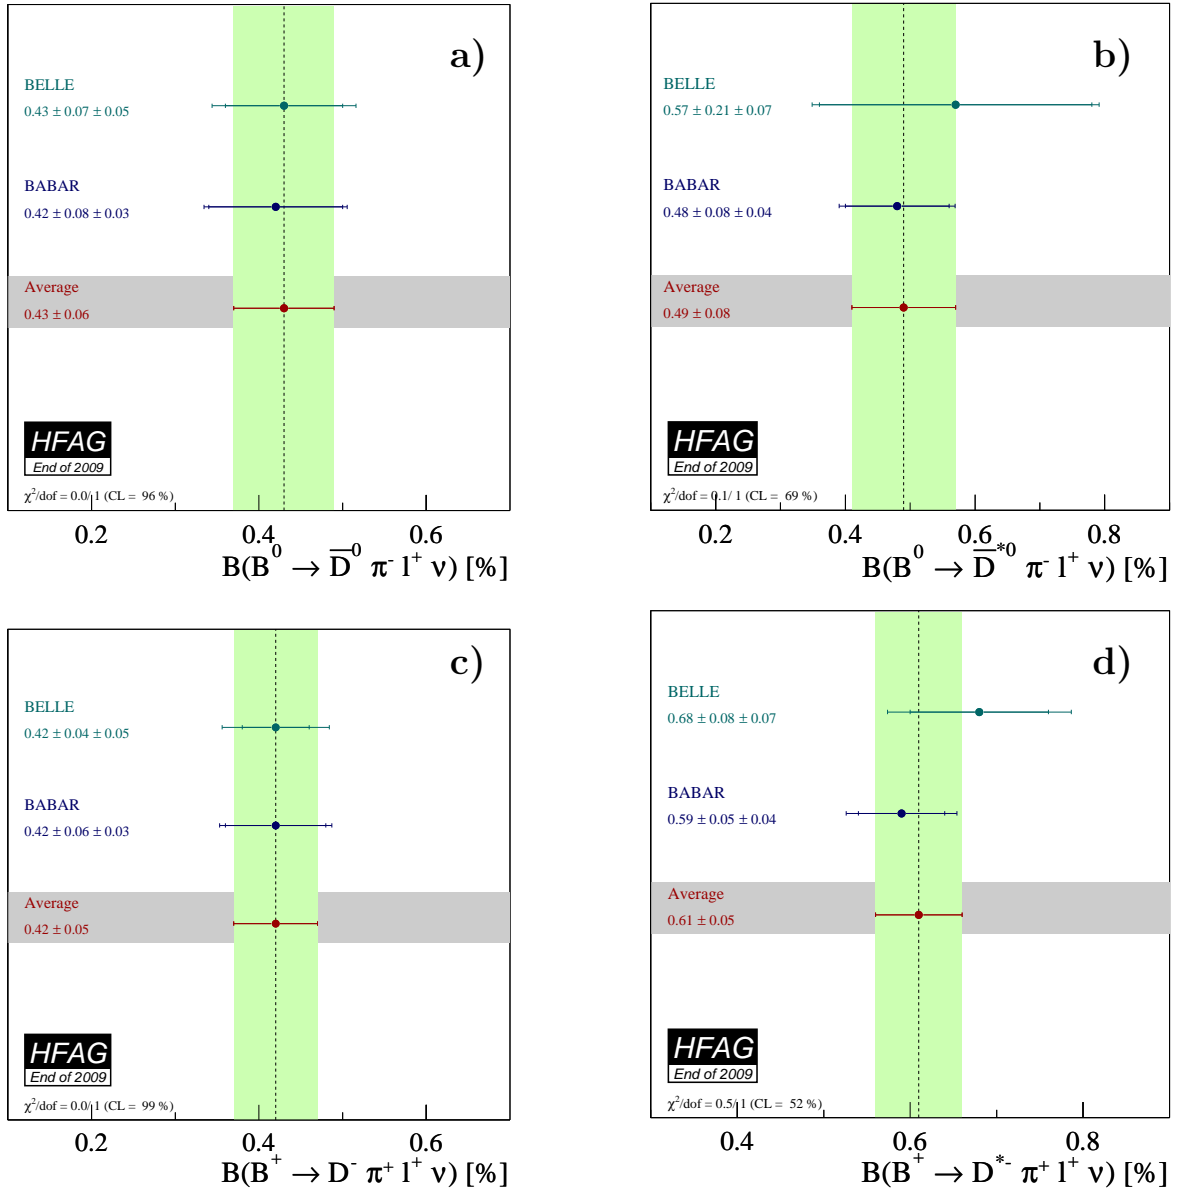 a)
BELLE
0.43 ± 0.07 ± 0.05
BABAR
0.42 ± 0.08 ± 0.03
Average
0.43 ± 0.06
HFAG
End of 2009
χ²/dof = 0.0/ 1 (CL = 96 %)
0.2 0.4 0.6
B(B⁰ → D̅⁰ π⁻ l⁺ ν) [%]
b)
BELLE
0.57 ± 0.21 ± 0.07
BABAR
0.48 ± 0.08 ± 0.04
Average
0.49 ± 0.08
HFAG
End of 2009
χ²/dof = 0.1/ 1 (CL = 69 %)
0.2 0.4 0.6 0.8
B(B⁰ → D̅*⁰ π⁻ l⁺ ν) [%]
c)
BELLE
0.42 ± 0.04 ± 0.05
BABAR
0.42 ± 0.06 ± 0.03
Average
0.42 ± 0.05
HFAG
End of 2009
χ²/dof = 0.0/ 1 (CL = 99 %)
0.2 0.4 0.6
B(B⁺ → D⁻ π⁺ l⁺ ν) [%]
d)
BELLE
0.68 ± 0.08 ± 0.07
BABAR
0.59 ± 0.05 ± 0.04
Average
0.61 ± 0.05
HFAG
End of 2009
χ²/dof = 0.5/ 1 (CL = 52 %)
0.4 0.6 0.8
B(B⁺ → D*⁻ π⁺ l⁺ ν) [%]